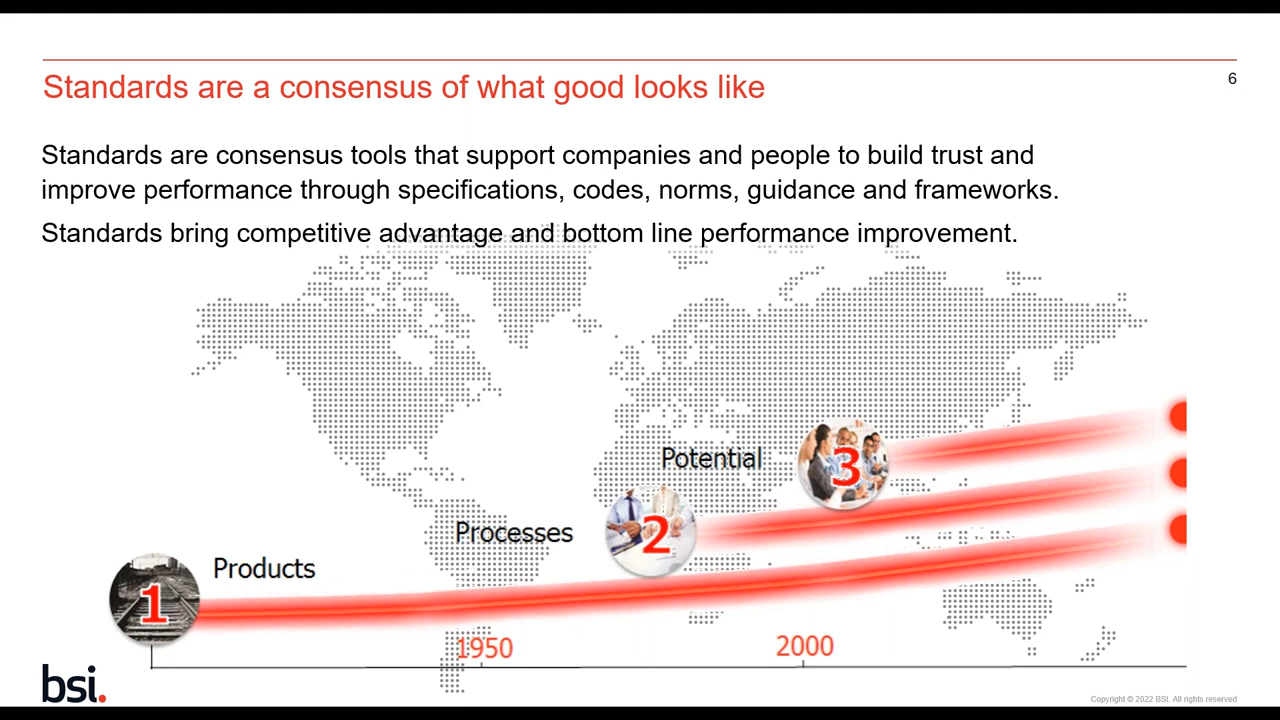 6
Standards are a consensus of what good looks like
Standards are consensus tools that support companies and people to build trust and
improve performance through specifications, codes, norms, guidance and frameworks.
Standards bring competitive advantage and bottom line performance improvement.
Potential
3
Processes
2
Products
1
1950
2000
bsi.
Copyright © 2022 BSI. All rights reserved